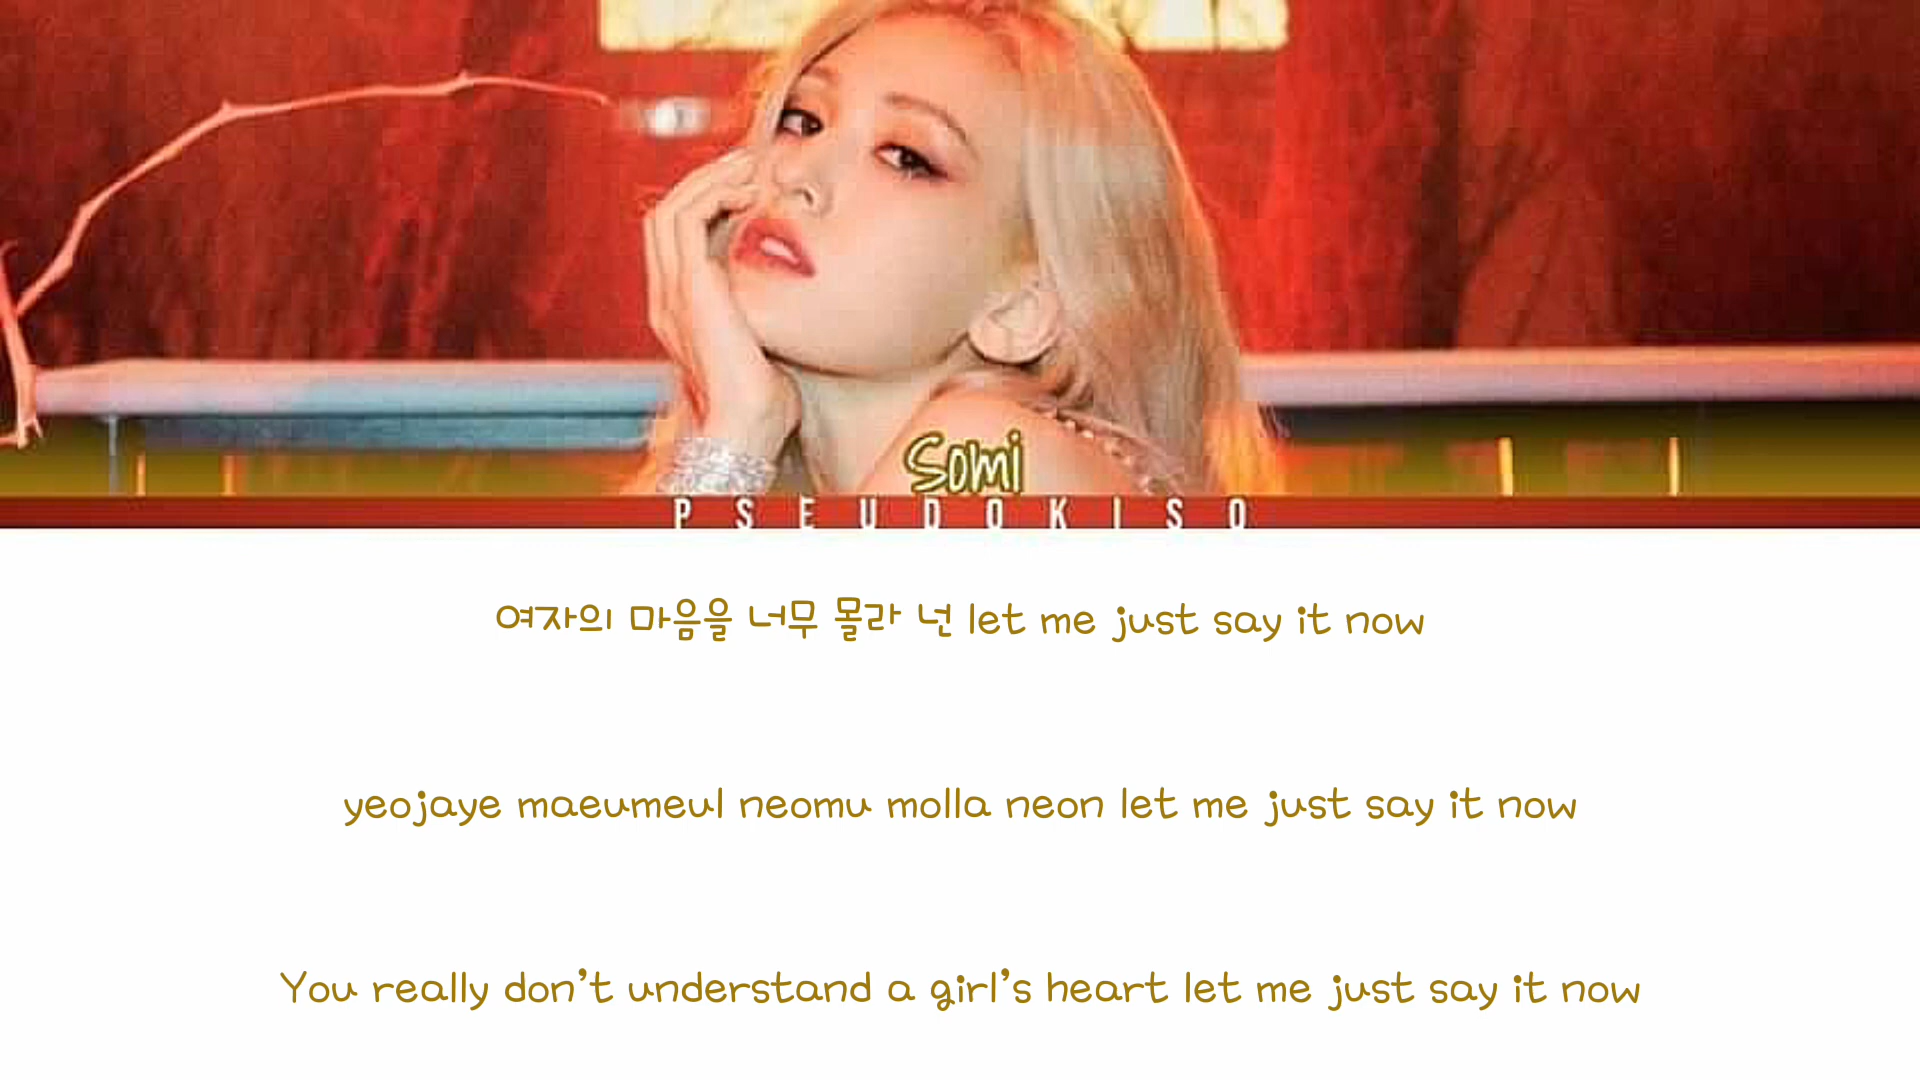 Somi
PSEUDOKISO
여자의 마음을 너무 몰라 넌 let me just say it now
yeojaye maeumeul neomu molla neon let me just say it now
You really don’t understand a girl’s heart let me just say it now